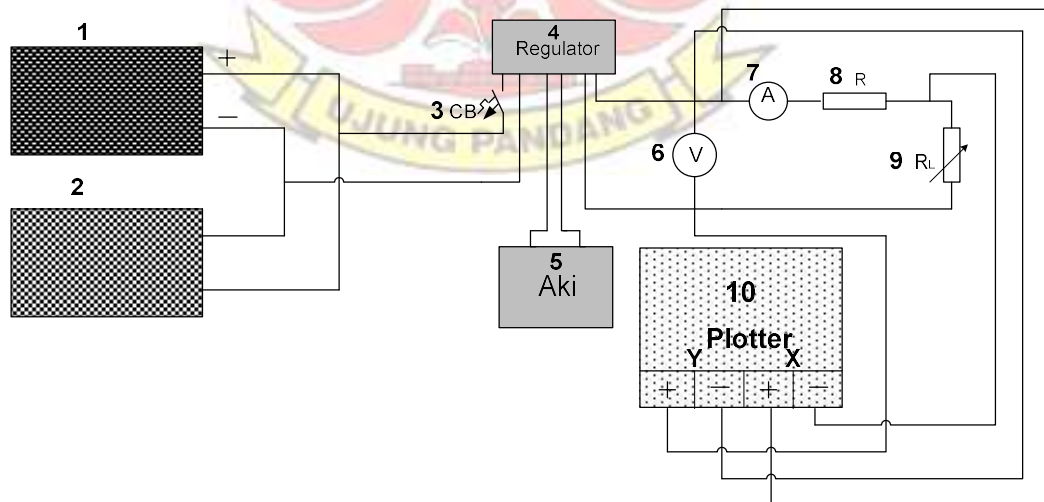 1
+
−
2
3 CB
4
Regulator
5
Aki
6 V
7
A
8 R
9 RL
10
Plotter
Y X
+ − + −
UJUNG PANDANG